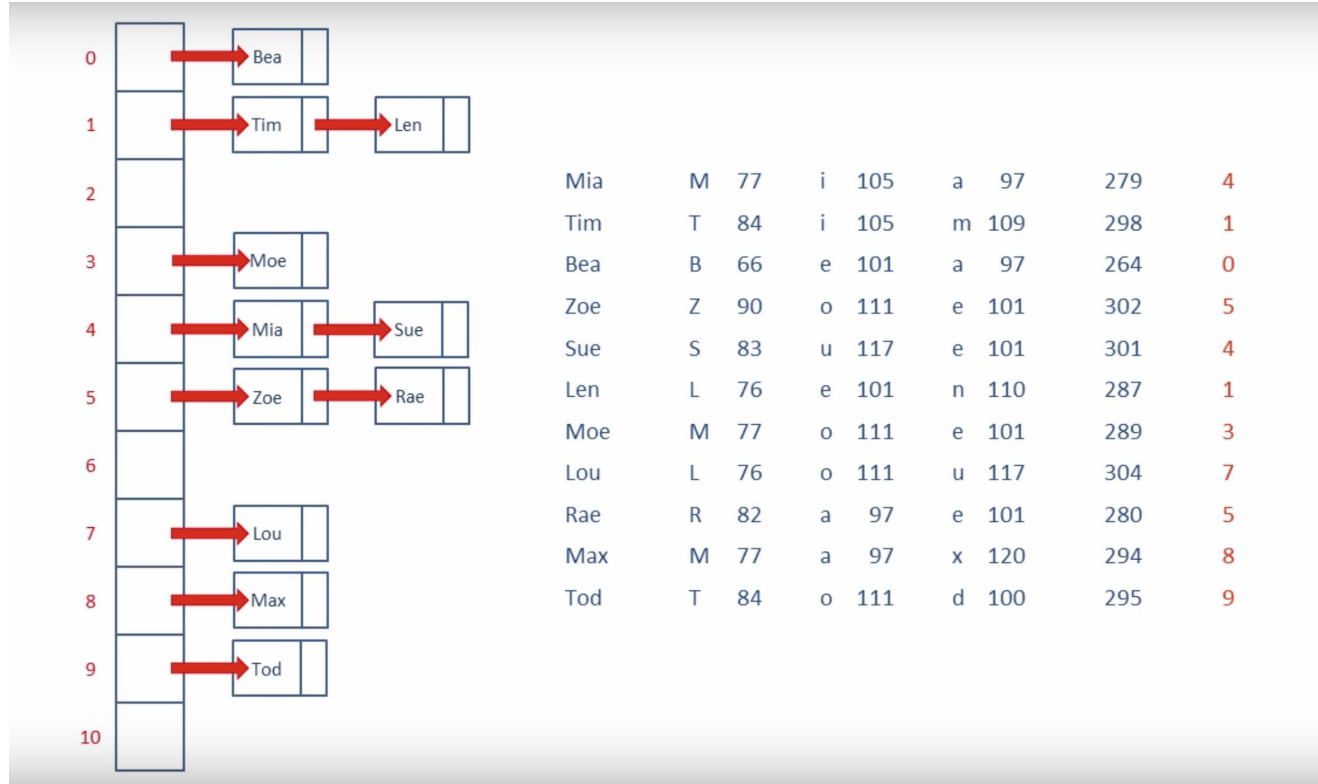 0 Bea
1 Tim Len
2
3 Moe
4 Mia Sue
5 Zoe Rae
6
7 Lou
8 Max
9 Tod
10
Mia M 77 i 105 a 97 279 4
Tim T 84 i 105 m 109 298 1
Bea B 66 e 101 a 97 264 0
Zoe Z 90 o 111 e 101 302 5
Sue S 83 u 117 e 101 301 4
Len L 76 e 101 n 110 287 1
Moe M 77 o 111 e 101 289 3
Lou L 76 o 111 u 117 304 7
Rae R 82 a 97 e 101 280 5
Max M 77 a 97 x 120 294 8
Tod T 84 o 111 d 100 295 9